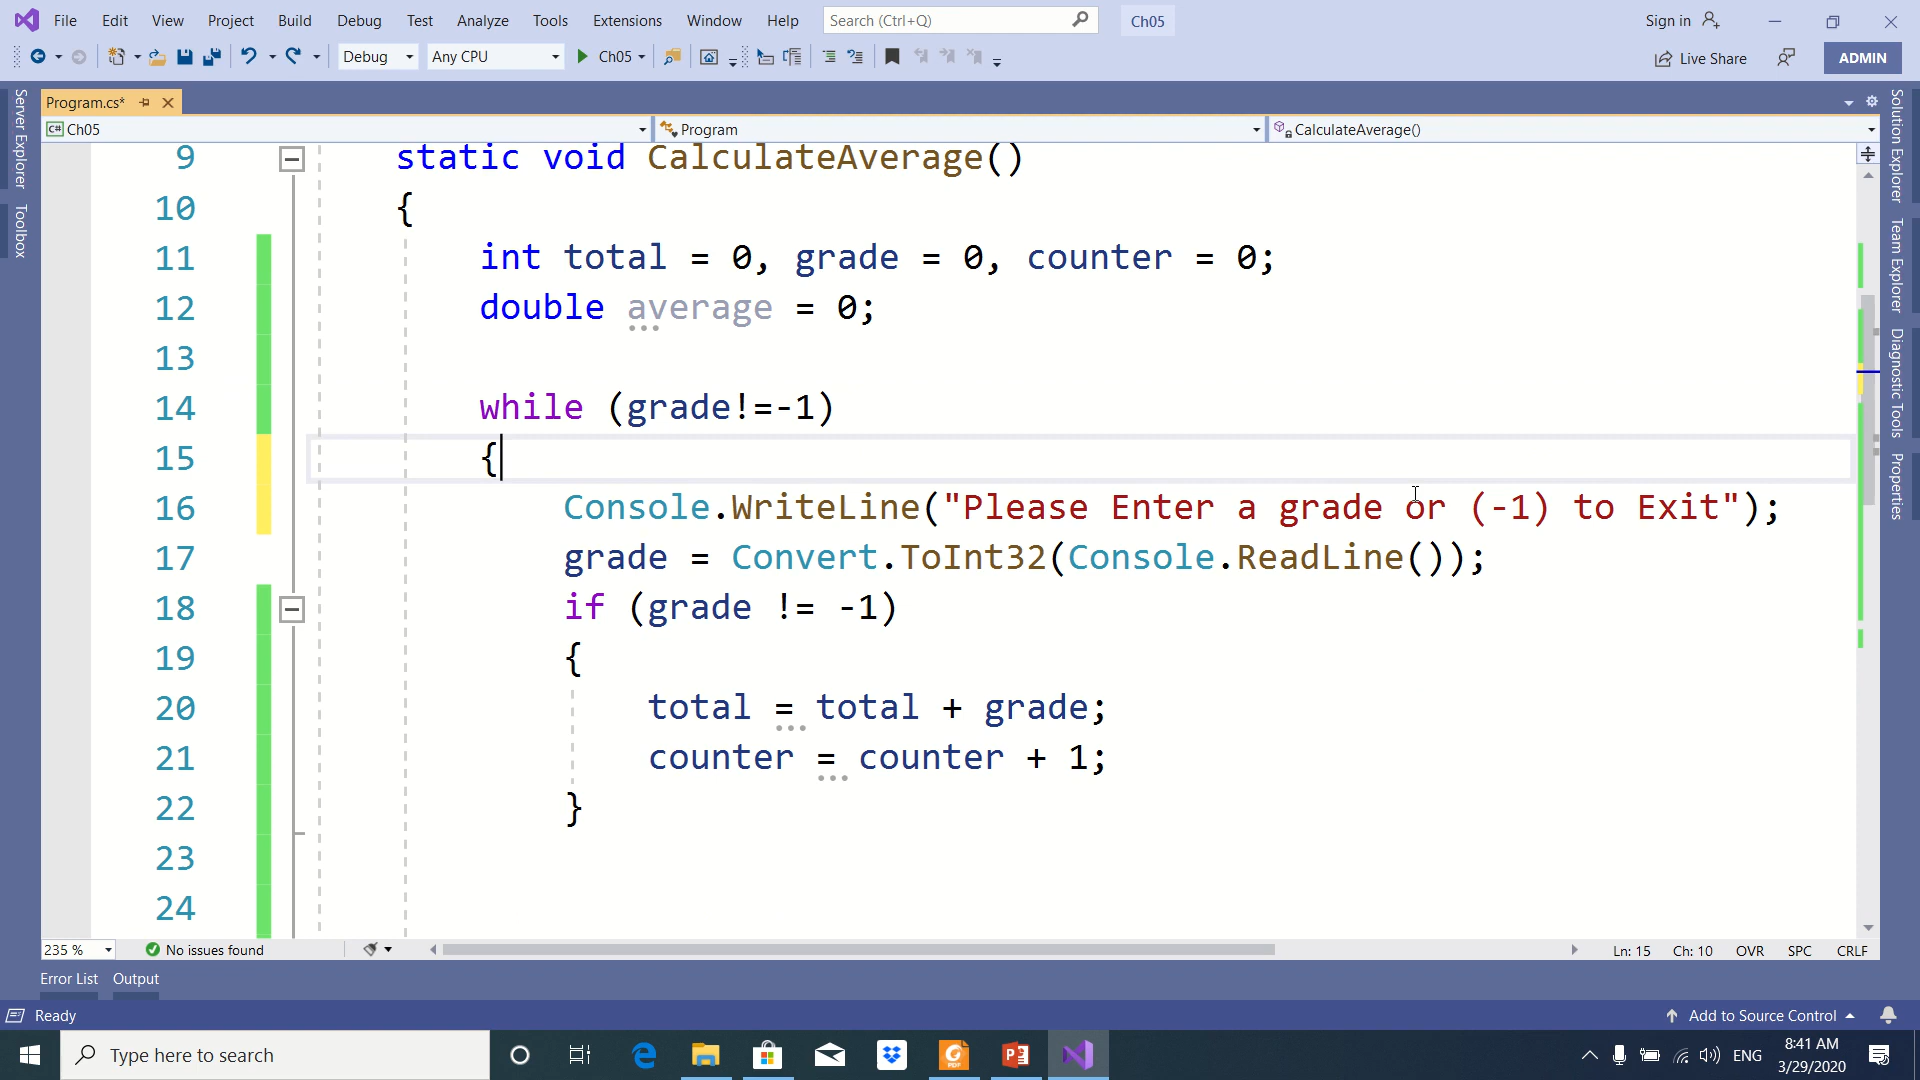 File Edit View Project Build Debug Test Analyze Tools Extensions Window Help Search (Ctrl+Q) Ch05 Sign in
Debug Any CPU Ch05 Live Share ADMIN
Program.cs*
C# Ch05 Program CalculateAverage()
Server Explorer
Toolbox
9 static void CalculateAverage()
10 {
11 int total = 0, grade = 0, counter = 0;
12 double average = 0;
13
14 while (grade!=-1)
15 {
16 Console.WriteLine("Please Enter a grade or (-1) to Exit");
17 grade = Convert.ToInt32(Console.ReadLine());
18 if (grade != -1)
19 {
20 total = total + grade;
21 counter = counter + 1;
22 }
23
24
Solution Explorer
Team Explorer
Diagnostic Tools
Properties
235 % No issues found Ln: 15 Ch: 10 OVR SPC CRLF
Error List Output
Ready Add to Source Control
Type here to search ENG 8:41 AM
3/29/2020